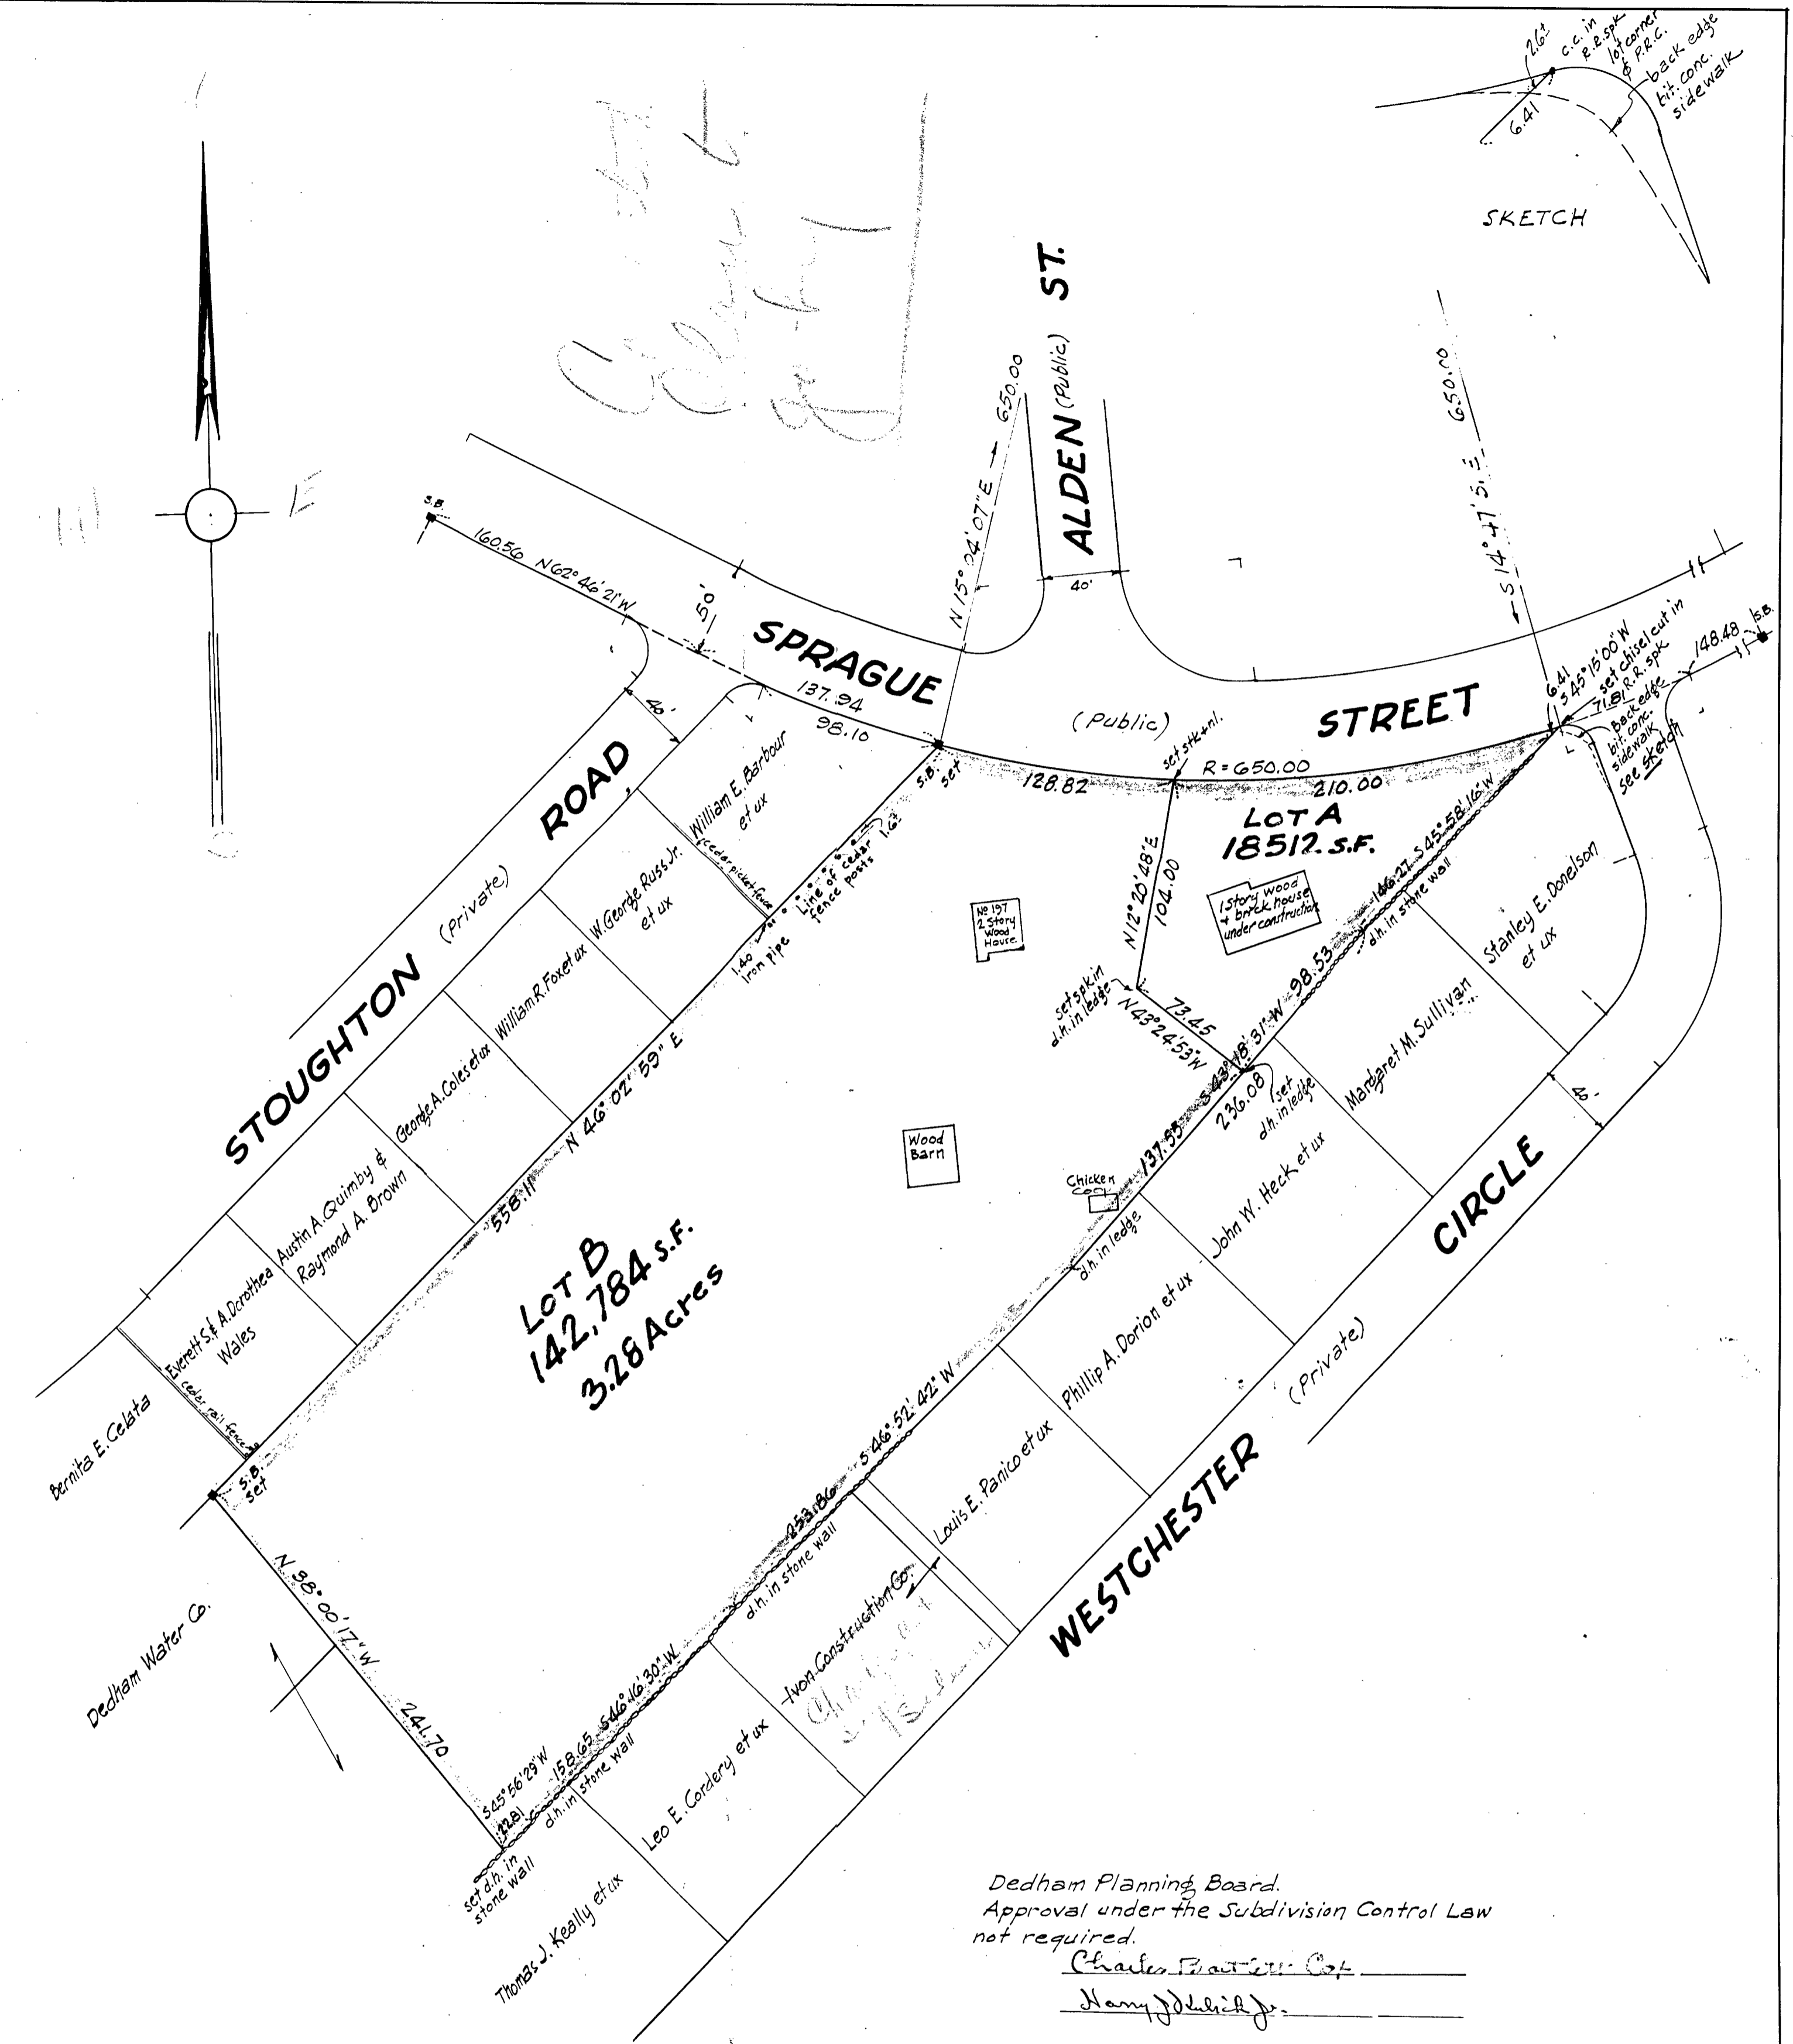 26±
c.c. in
R.R.spk
lot corner
& P.R.C.
back edge
bit. conc.
sidewalk
6.41
SKETCH
E
ALDEN (Public) ST.
40'
N 15° 04' 07" E
650.00
650.00
S.B.
160.56 N 62° 46' 21" W
50'
SPRAGUE
(Public)
STREET
137.94
98.10
S.B.
set
128.82
set stk+nl.
R = 650.00
210.00
6.41
S 45° 15' 00" W
set chisel cut in
R.R. spk
71.81
back edge
bit. conc.
sidewalk
see sketch
148.48
S.B.
40'
STOUGHTON (Private) ROAD
William E. Barbour
et ux
cedar picket fence
W. George Russ Jr.
et ux
William R. Fox et ux
George A. Coles et ux
Austin A. Quimby &
Raymond A. Brown
Everett S. & A. Dorothea
Wales
cedar rail fence
Bernita E. Celata
Line of cedar
fence posts
1.40
iron pipe
558.11
N 46° 02' 59" E
LOT A
18512 S.F.
N 12° 20' 48" E
104.00
1 Story Wood
+ brick house
under construction
No 197
2 Story
Wood
House.
set spk in
d.h. in ledge
73.45
N 43° 24' 53" W
146.27 S 45° 58' 16" W
d.h. in stone wall
98.53
236.08
set
d.h. in ledge
137.55
Wood
Barn
Chicken
Coop
d.h. in ledge
Stanley E. Donelson
et ux
Margaret M. Sullivan
John W. Heck et ux
Phillip A. Dorion et ux
Louis E. Panico et ux
Ivon Construction Co.
Leo E. Cordery et ux
Thomas J. Keally et ux
WESTCHESTER (Private) CIRCLE
40'
LOT B
142,784 S.F.
3.28 Acres
S.B.
set
253.86
S 46° 52' 42" W
d.h. in stone wall
158.65 S 46° 16' 30" W
d.h. in stone wall
S 45° 56' 29" W
22.81
set d.h. in
stone wall
N 38° 00' 17" W
241.70
Dedham Water Co.
Dedham Planning Board.
Approval under the Subdivision Control Law
not required.